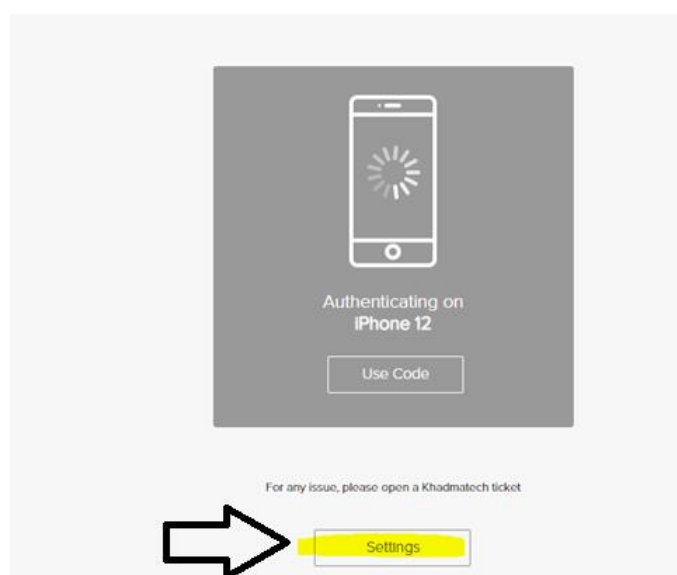 Authenticating on
iPhone 12
Use Code
For any issue, please open a Khadmatech ticket
Settings